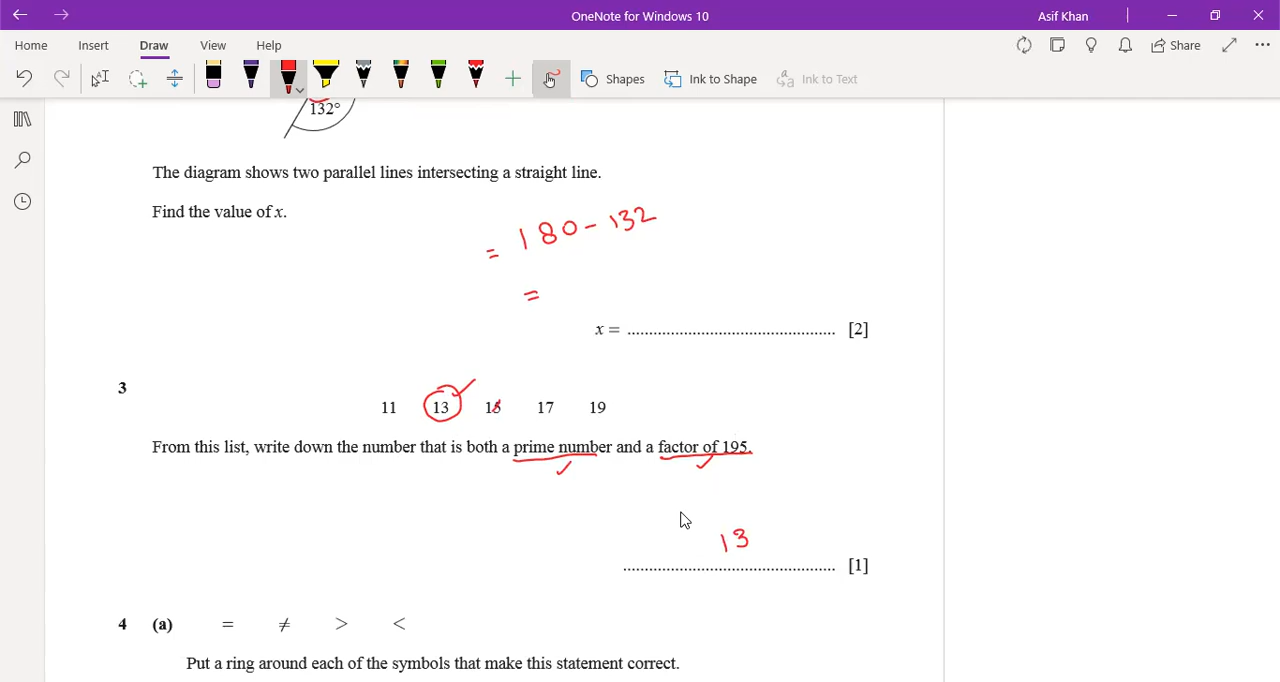 OneNote for Windows 10
Asif Khan
Home Insert Draw View Help
Share
Shapes Ink to Shape Ink to Text
132°
The diagram shows two parallel lines intersecting a straight line.
Find the value of x.
= 180 - 132
=
x = ................................................ [2]
3
11 13 15 17 19
From this list, write down the number that is both a prime number and a factor of 195.
13
................................................ [1]
4 (a) = ≠ > <
Put a ring around each of the symbols that make this statement correct.